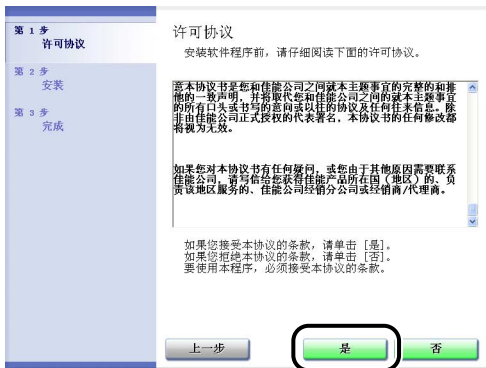 第 1 步
许可协议
第 2 步
安装
第 3 步
完成
许可协议
安装软件程序前，请仔细阅读下面的许可协议。
意本协议书是您和佳能公司之间就本主题事宜的完整的和排
他的一致声明，并将取代您和佳能公司之间的就本主题事宜
的所有口头或书写的意向或以往的协议及任何往来信息。除
非由佳能公司正式授权的代表署名，本协议书的任何修改都
将视为无效。
如果您对本协议书有任何疑问，或您由于其他原因需要联系
佳能公司，请写信给您获得佳能产品所在国（地区）的、负
责该地区服务的、佳能公司经销分公司或经销商/代理商。
如果您接受本协议的条款，请单击 [是]。
如果您拒绝本协议的条款，请单击 [否]。
要使用本程序，必须接受本协议的条款。
上一步
是
否